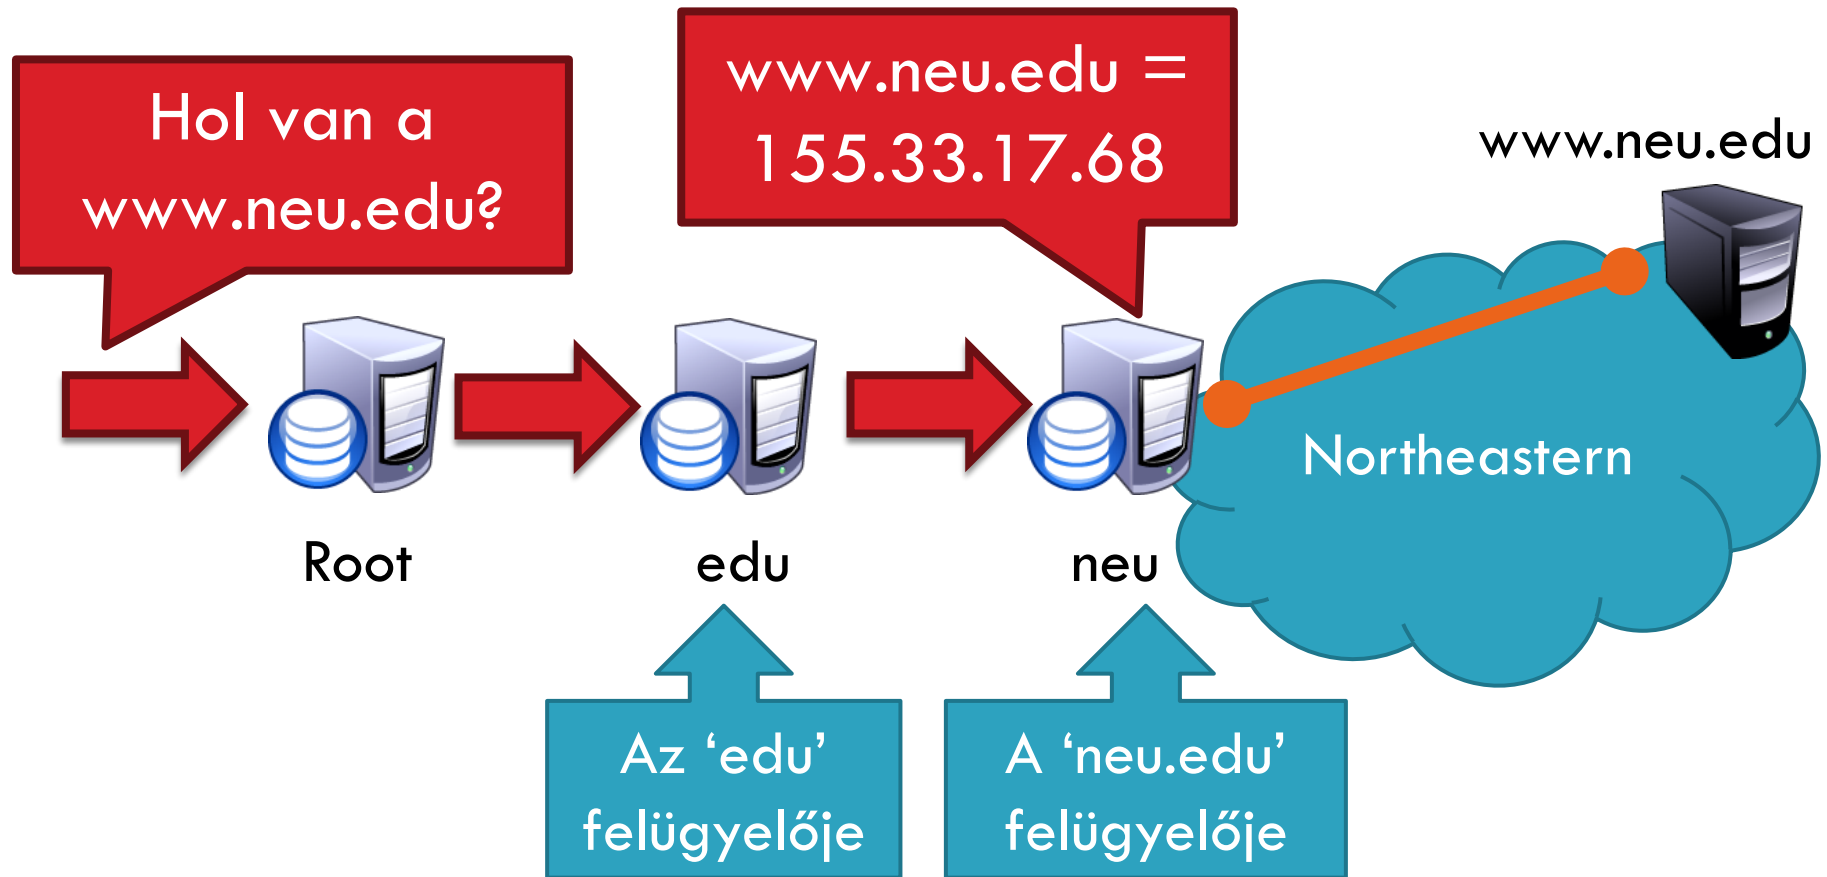 Hol van a
www.neu.edu?
www.neu.edu =
155.33.17.68
www.neu.edu
Northeastern
Root
edu
neu
Az ‘edu’
felügyelője
A ‘neu.edu’
felügyelője